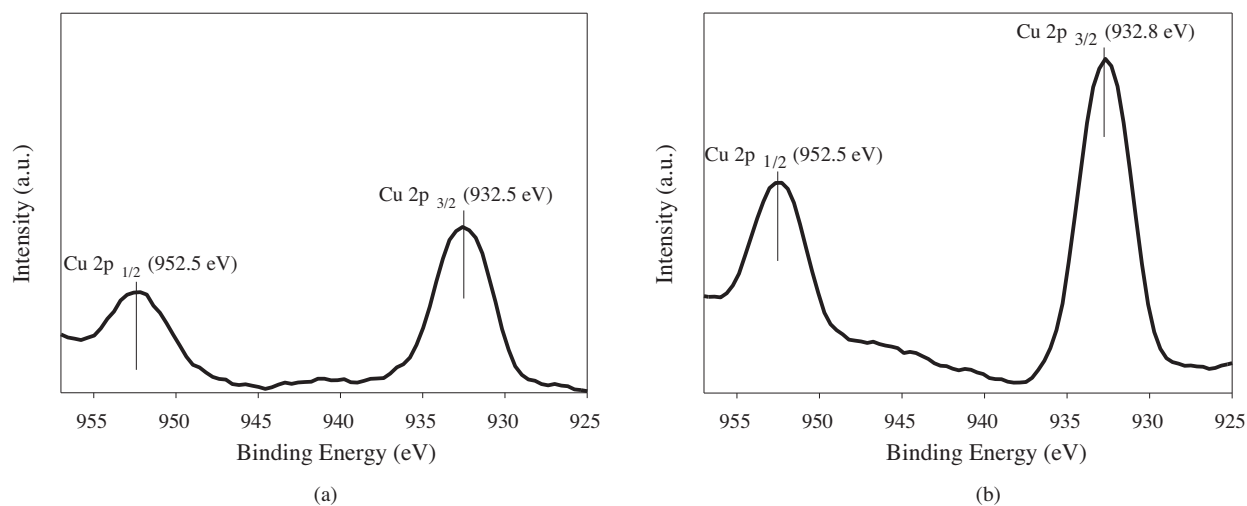 Cu 2p 1/2 (952.5 eV)
Cu 2p 3/2 (932.5 eV)
Intensity (a.u.)
955 950 945 940 935 930 925
Binding Energy (eV)
(a)
Cu 2p 1/2 (952.5 eV)
Cu 2p 3/2 (932.8 eV)
Intensity (a.u.)
955 950 945 940 935 930 925
Binding Energy (eV)
(b)